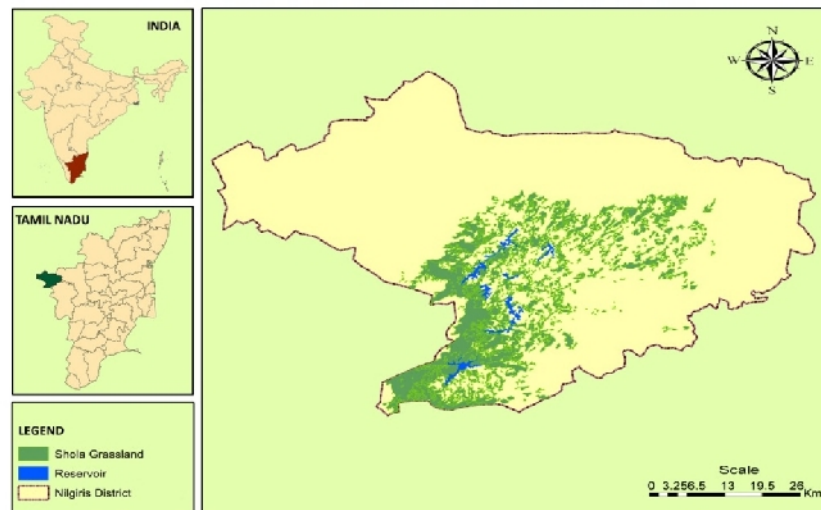 INDIA
TAMIL NADU
LEGEND
Shola Grassland
Reservoir
Nilgiris District
N
W E
S
Scale
0 3.256.5 13 19.5 26
Km